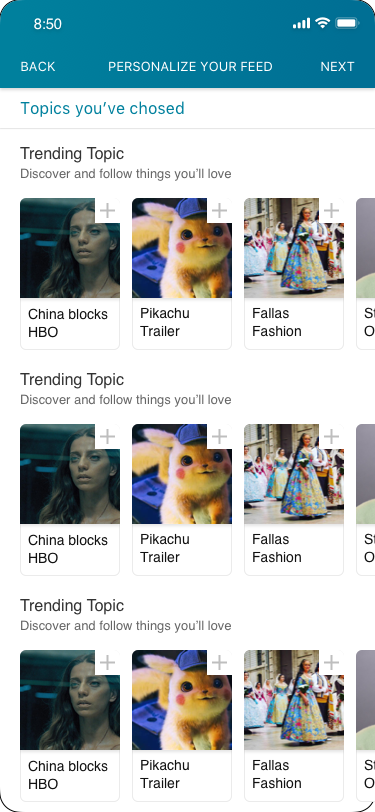 8:50
BACK PERSONALIZE YOUR FEED NEXT
Topics you've chosed
Trending Topic
Discover and follow things you'll love
China blocks
HBO
Pikachu
Trailer
Fallas
Fashion
Trending Topic
Discover and follow things you'll love
China blocks
HBO
Pikachu
Trailer
Fallas
Fashion
Trending Topic
Discover and follow things you'll love
China blocks
HBO
Pikachu
Trailer
Fallas
Fashion